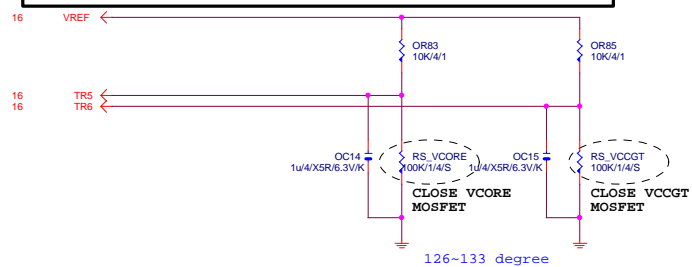 16 VREF
OR83
10K/4/1
OR85
10K/4/1
16 TR5
16 TR6
OC14
1u/4/X5R/6.3V/K
RS_VCORE
100K/1/4/S
OC15
1u/4/X5R/6.3V/K
RS_VCCGT
100K/1/4/S
CLOSE VCORE
MOSFET
CLOSE VCCGT
MOSFET
126~133 degree